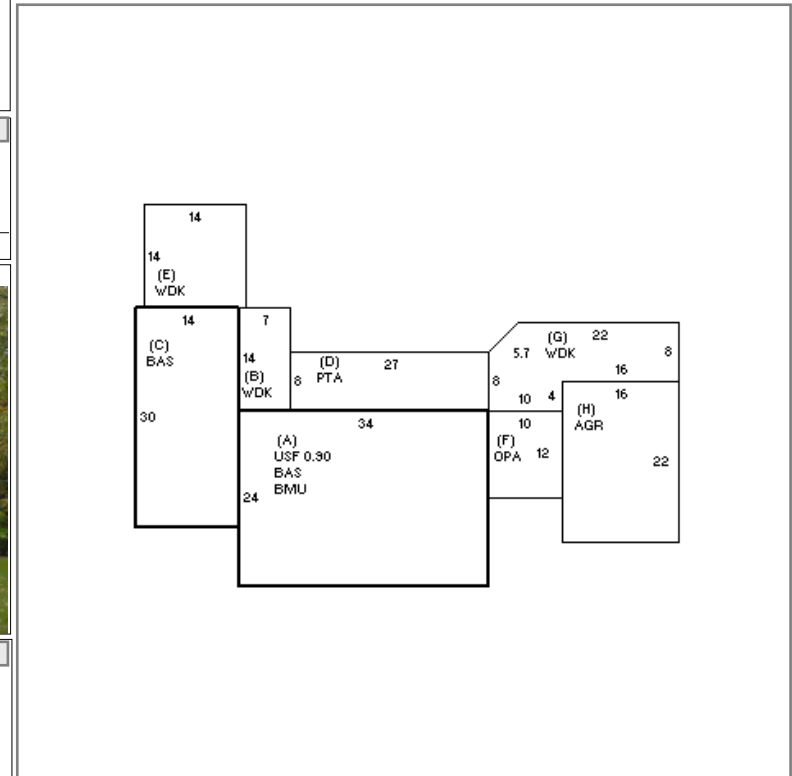 14
14
(E)
WDK
14
(C)
BAS
30
7
14
(B)
WDK
8
(D)
PTA
27
34
(A)
USF 0.90
BAS
BMU
24
5.7
(G)
WDK
22
8
16
8
10
4
10
(F)
OPA
12
16
(H)
AGR
22